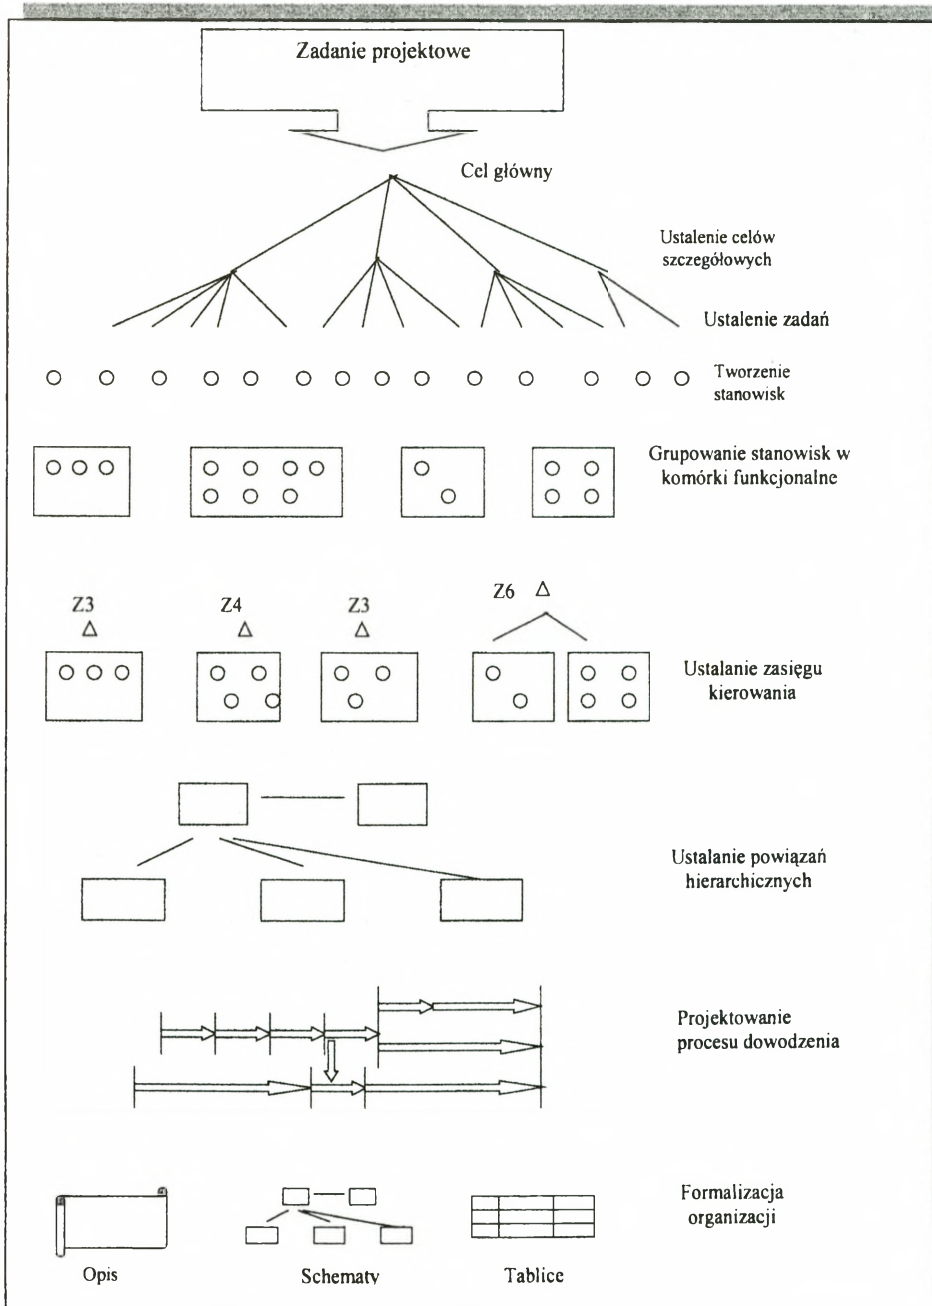 Zadanie projektowe
Cel główny
Ustalenie celów
szczegółowych
Ustalenie zadań
Tworzenie
stanowisk
Grupowanie stanowisk w
komórki funkcjonalne
Z3
Z4
Z3
Z6
Ustalanie zasięgu
kierowania
Ustalanie powiązań
hierarchicznych
Projektowanie
procesu dowodzenia
Formalizacja
organizacji
Opis
Schematy
Tablice